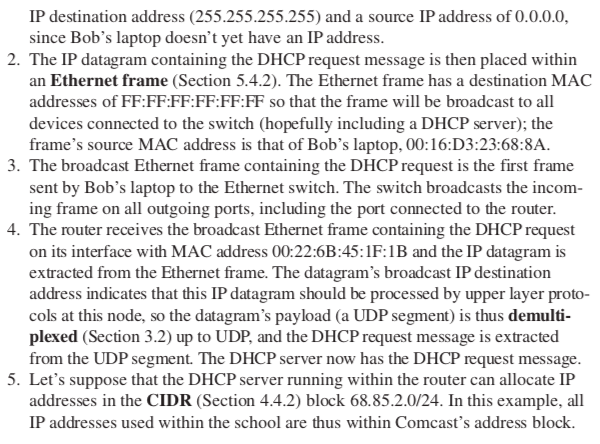 IP destination address (255.255.255.255) and a source IP address of 0.0.0.0,
since Bob's laptop doesn't yet have an IP address.
2. The IP datagram containing the DHCP request message is then placed within
an Ethernet frame (Section 5.4.2). The Ethernet frame has a destination MAC
addresses of FF:FF:FF:FF:FF:FF so that the frame will be broadcast to all
devices connected to the switch (hopefully including a DHCP server); the
frame's source MAC address is that of Bob's laptop, 00:16:D3:23:68:8A.
3. The broadcast Ethernet frame containing the DHCP request is the first frame
sent by Bob's laptop to the Ethernet switch. The switch broadcasts the incom-
ing frame on all outgoing ports, including the port connected to the router.
4. The router receives the broadcast Ethernet frame containing the DHCP request
on its interface with MAC address 00:22:6B:45:1F:1B and the IP datagram is
extracted from the Ethernet frame. The datagram's broadcast IP destination
address indicates that this IP datagram should be processed by upper layer proto-
cols at this node, so the datagram's payload (a UDP segment) is thus demulti-
plexed (Section 3.2) up to UDP, and the DHCP request message is extracted
from the UDP segment. The DHCP server now has the DHCP request message.
5. Let's suppose that the DHCP server running within the router can allocate IP
addresses in the CIDR (Section 4.4.2) block 68.85.2.0/24. In this example, all
IP addresses used within the school are thus within Comcast's address block.